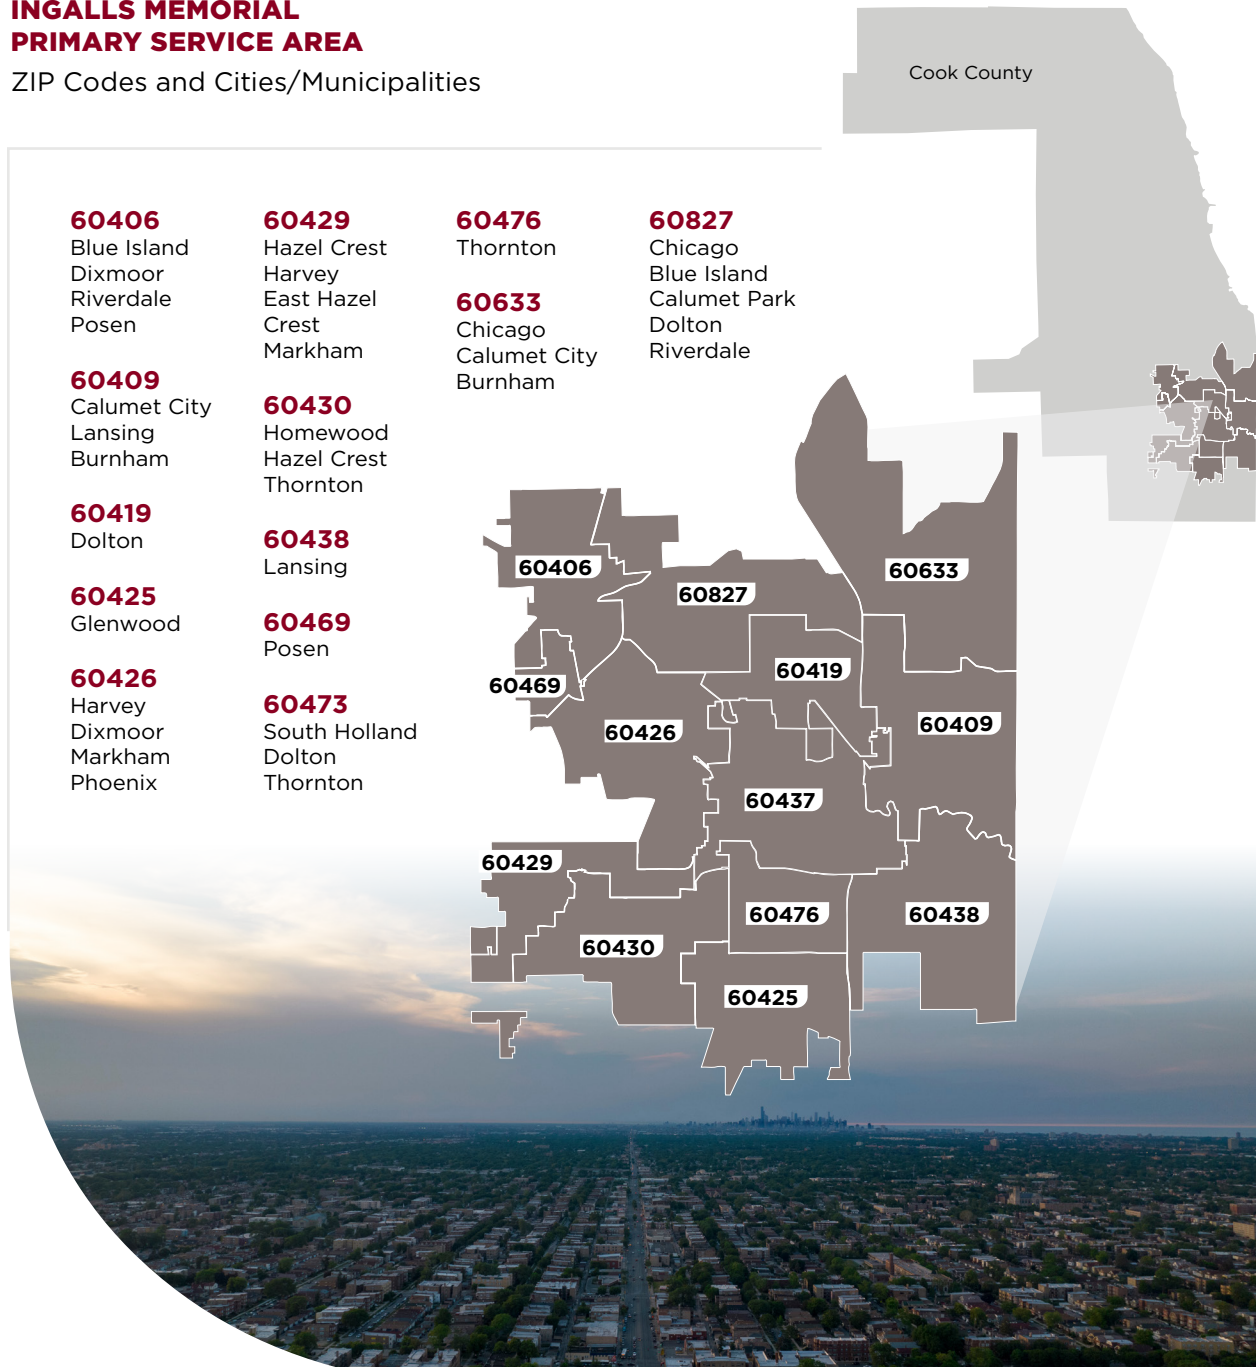 INGALLS MEMORIAL
PRIMARY SERVICE AREA
ZIP Codes and Cities/Municipalities
Cook County
60406
Blue Island
Dixmoor
Riverdale
Posen
60409
Calumet City
Lansing
Burnham
60419
Dolton
60425
Glenwood
60426
Harvey
Dixmoor
Markham
Phoenix
60429
Hazel Crest
Harvey
East Hazel
Crest
Markham
60430
Homewood
Hazel Crest
Thornton
60438
Lansing
60469
Posen
60473
South Holland
Dolton
Thornton
60476
Thornton
60633
Chicago
Calumet City
Burnham
60827
Chicago
Blue Island
Calumet Park
Dolton
Riverdale
60406
60633
60827
60419
60469
60409
60426
60437
60429
60476
60438
60430
60425